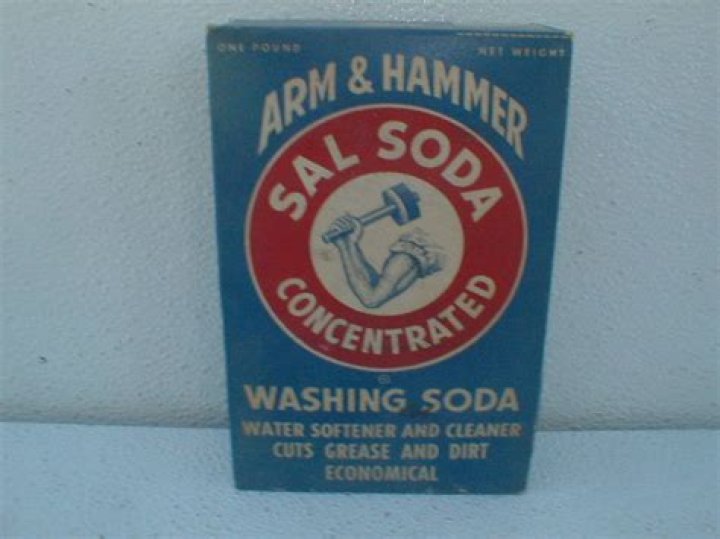 ONE POUND NET WEIGHT
ARM & HAMMER
SAL SODA
CONCENTRATED
WASHING SODA
WATER SOFTENER AND CLEANER
CUTS GREASE AND DIRT
ECONOMICAL